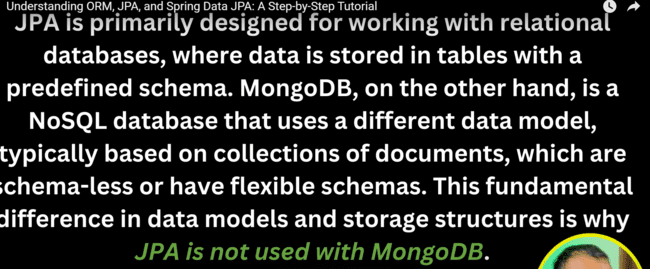 Understanding ORM, JPA, and Spring Data JPA: A Step-by-Step Tutorial
JPA is primarily designed for working with relational
databases, where data is stored in tables with a
predefined schema. MongoDB, on the other hand, is a
NoSQL database that uses a different data model,
typically based on collections of documents, which are
schema-less or have flexible schemas. This fundamental
difference in data models and storage structures is why
JPA is not used with MongoDB.